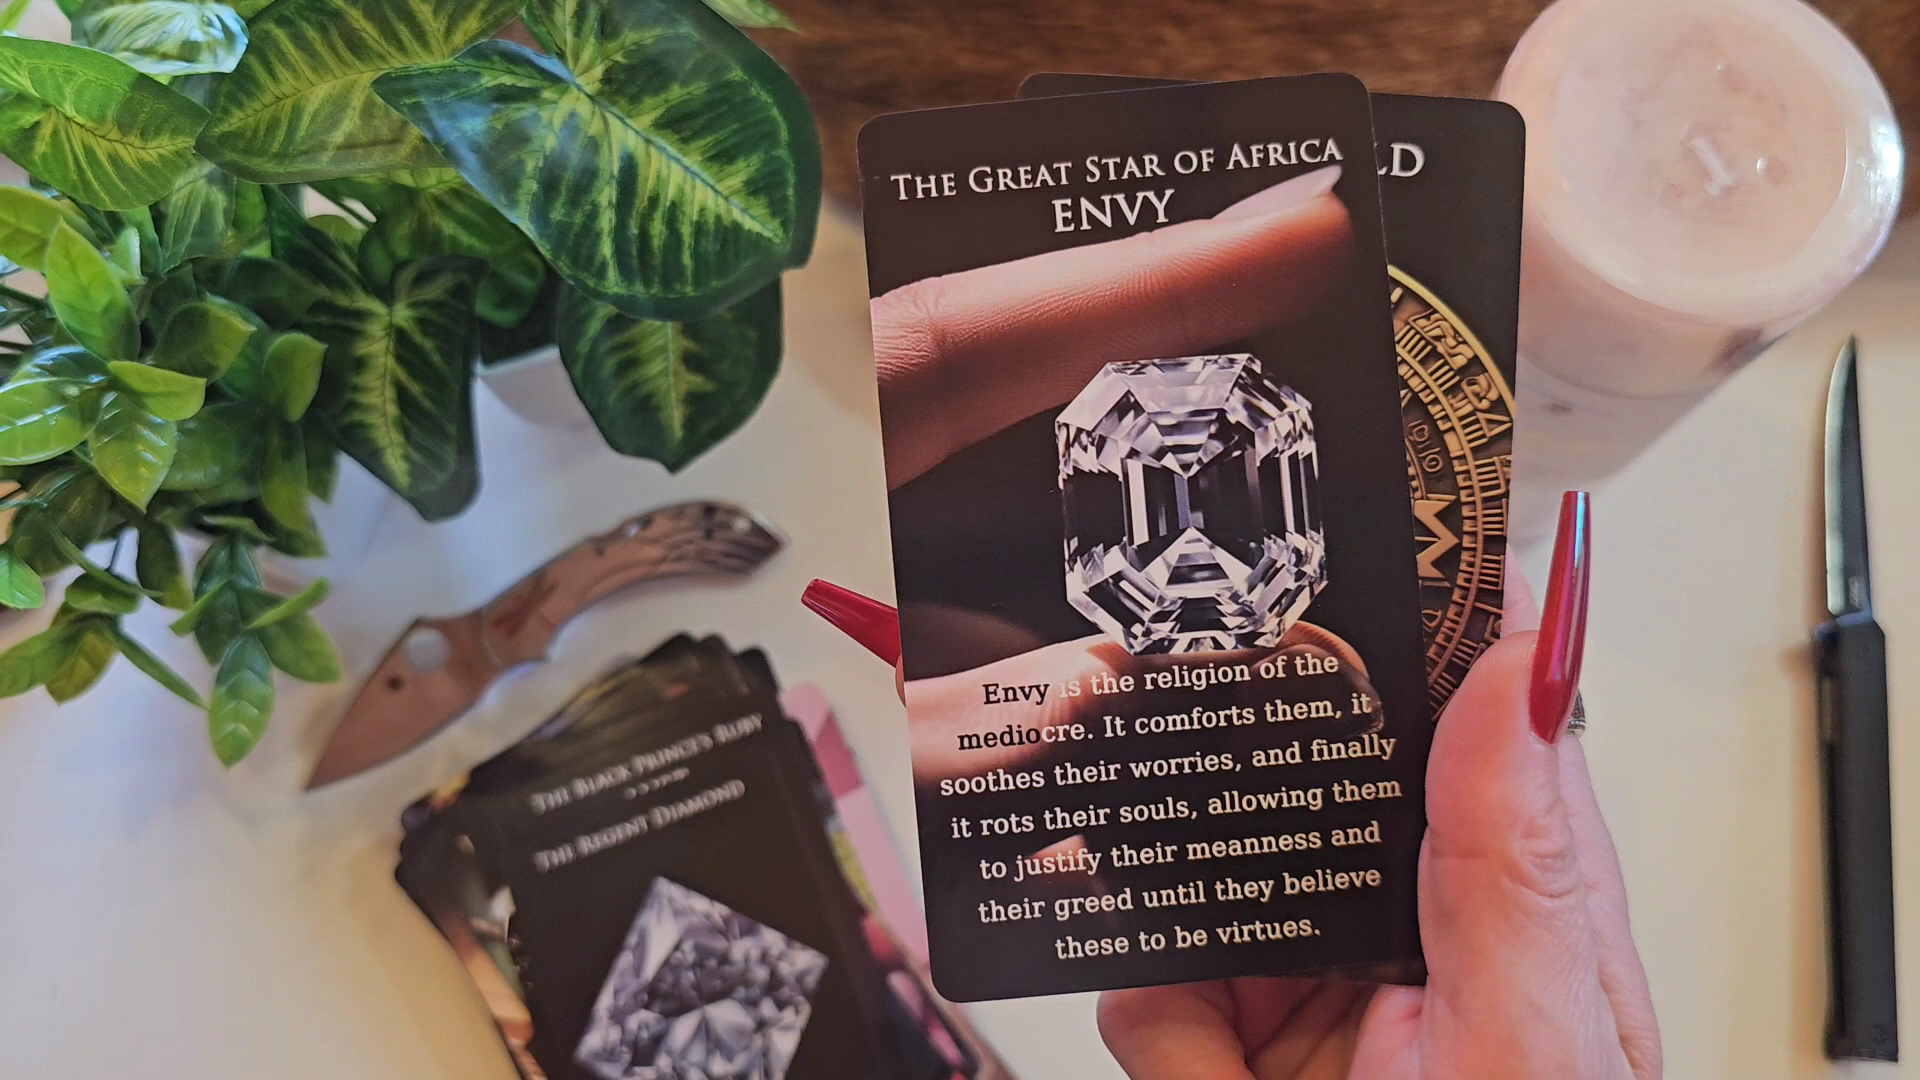 THE GREAT STAR OF AFRICA
ENVY
LD
Envy is the religion of the
mediocre. It comforts them, it
soothes their worries, and finally
it rots their souls, allowing them
to justify their meanness and
their greed until they believe
these to be virtues.
THE BLACK PRINCE'S RUBY
THE REGENT DIAMOND